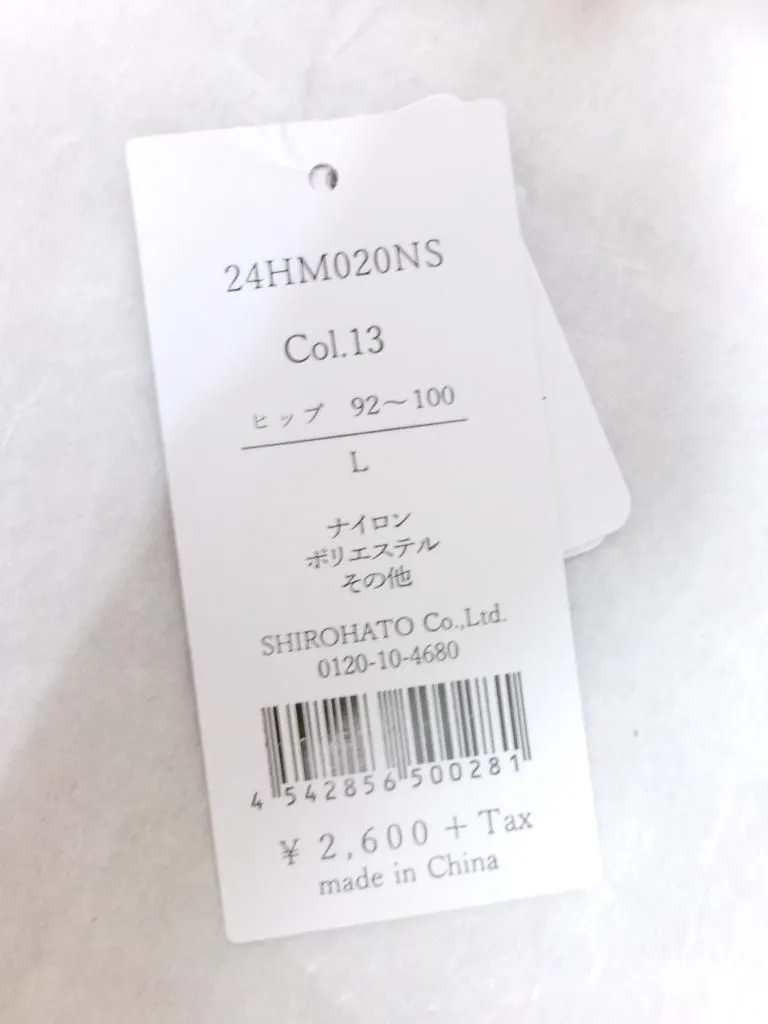 24HM020NS
Col.13
ヒップ 92～100
L
ナイロン
ポリエステル
その他
SHIROHATO Co.,Ltd.
0120-10-4680
4 542856 500281
¥ 2,600 + Tax
made in China